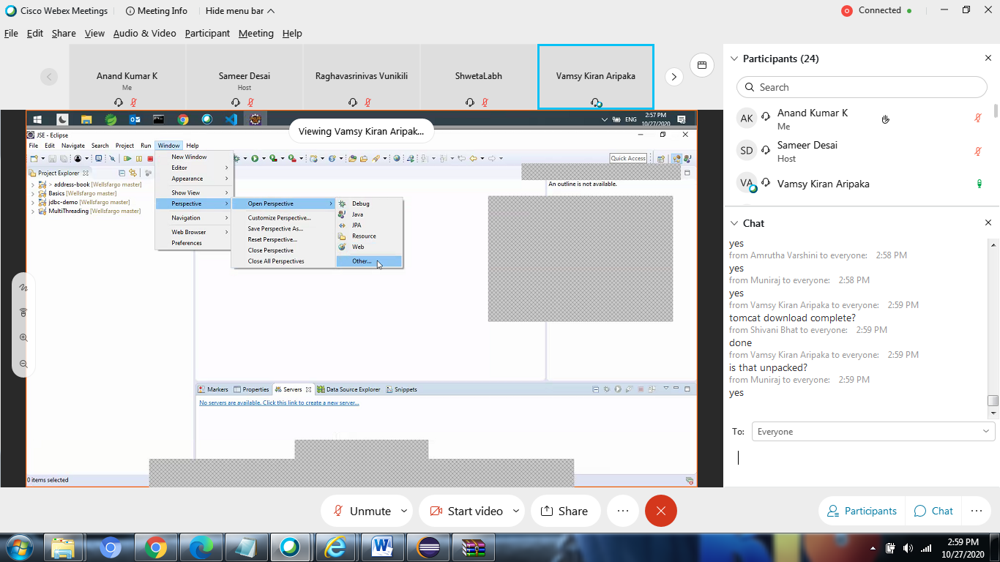 Cisco Webex Meetings Meeting Info Hide menu bar Connected
File Edit Share View Audio & Video Participant Meeting Help
Anand Kumar K
Me
Sameer Desai
Host
Raghavasrinivas Vunikili
ShwetaLabh
Vamsy Kiran Aripaka
Viewing Vamsy Kiran Aripak...
ENG
2:57 PM
10/27/2020
JSE - Eclipse
File Edit Navigate Search Project Run Window Help
Quick Access
Project Explorer
> address-book [Wellsfargo master]
Basics [Wellsfargo master]
jdbc-demo [Wellsfargo master]
MultiThreading [Wellsfargo master]
New Window
Editor
Appearance
Show View
Perspective
Navigation
Web Browser
Preferences
Open Perspective
Customize Perspective...
Save Perspective As...
Reset Perspective...
Close Perspective
Close All Perspectives
Debug
Java
JPA
Resource
Web
Other...
An outline is not available.
Markers Properties Servers Data Source Explorer Snippets
No servers are available. Click this link to create a new server...
0 items selected
Participants (24)
Search
AK Anand Kumar K
Me
SD Sameer Desai
Host
VA Vamsy Kiran Aripaka
Chat
yes
from Amrutha Varshini to everyone: 2:58 PM
yes
from Muniraj to everyone: 2:58 PM
yes
from Vamsy Kiran Aripaka to everyone: 2:59 PM
tomcat download complete?
from Shivani Bhat to everyone: 2:59 PM
done
from Vamsy Kiran Aripaka to everyone: 2:59 PM
is that unpacked?
from Muniraj to everyone: 2:59 PM
yes
To: Everyone
Unmute Start video Share
Participants Chat
2:59 PM
10/27/2020